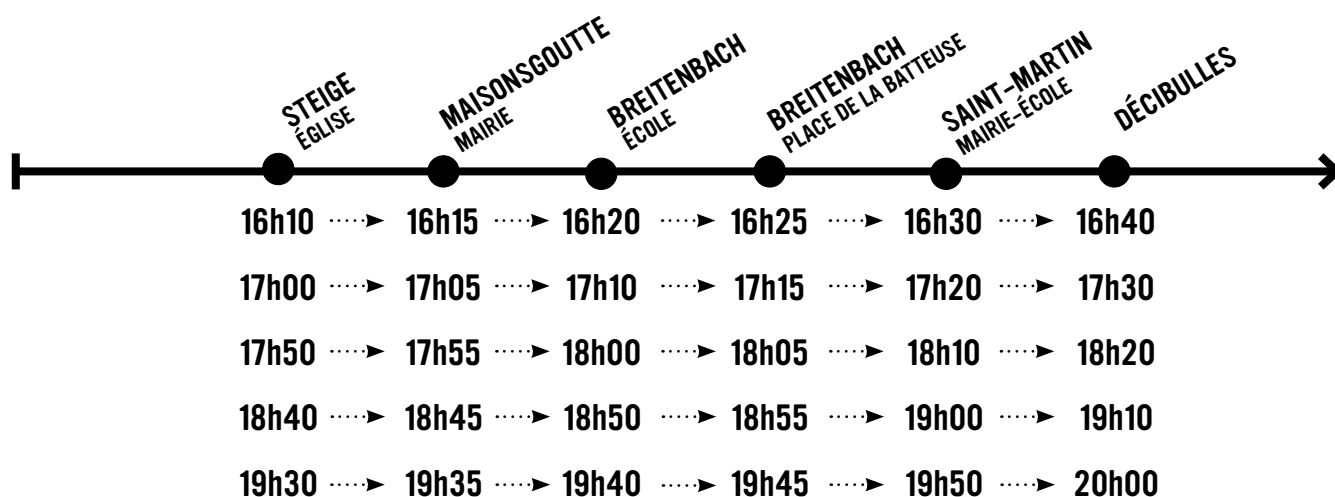 STEIGE
ÉGLISE
MAISONSGOUTTE
MAIRIE
BREITENBACH
ÉCOLE
BREITENBACH
PLACE DE LA BATTEUSE
SAINT-MARTIN
MAIRIE-ÉCOLE
DÉCIBULLES
16h10 16h15 16h20 16h25 16h30 16h40
17h00 17h05 17h10 17h15 17h20 17h30
17h50 17h55 18h00 18h05 18h10 18h20
18h40 18h45 18h50 18h55 19h00 19h10
19h30 19h35 19h40 19h45 19h50 20h00